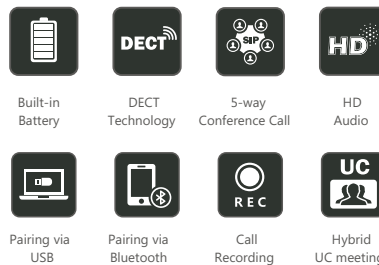 DECT
SIP
HD
Built-in
Battery
DECT
Technology
5-way
Conference Call
HD
Audio
REC
UC
Pairing via
USB
Pairing via
Bluetooth
Call
Recording
Hybrid
UC meeting